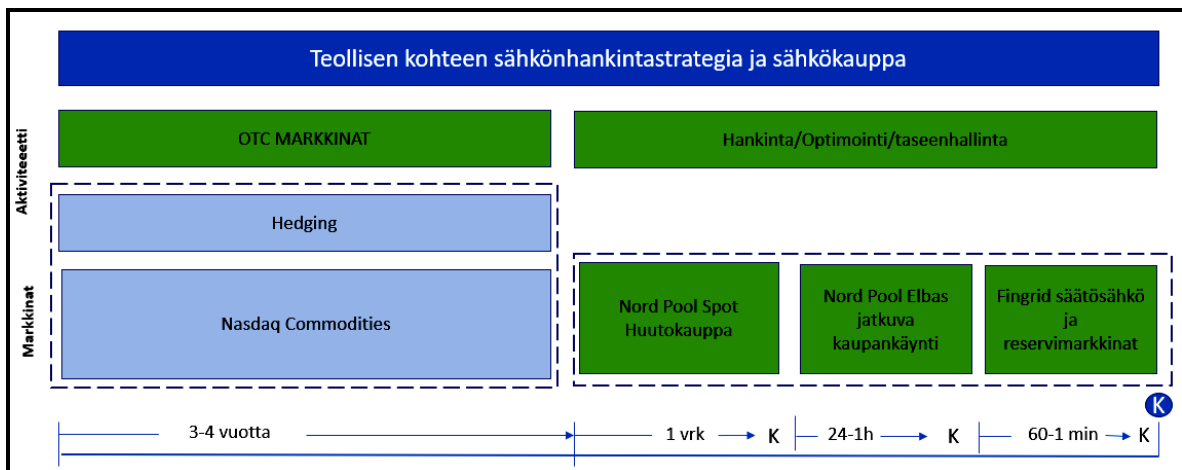 Teollisen kohteen sähkönhankintastrategia ja sähkökauppa
Aktiviteeetti
OTC MARKKINAT
Hankinta/Optimointi/taseenhallinta
Hedging
Markkinat
Nasdaq Commodities
Nord Pool Spot
Huutokauppa
Nord Pool Elbas
jatkuva
kaupankäynti
Fingrid säätösähkö
ja
reservimarkkinat
K
3-4 vuotta
1 vrk
K
24-1h
K
60-1 min
K